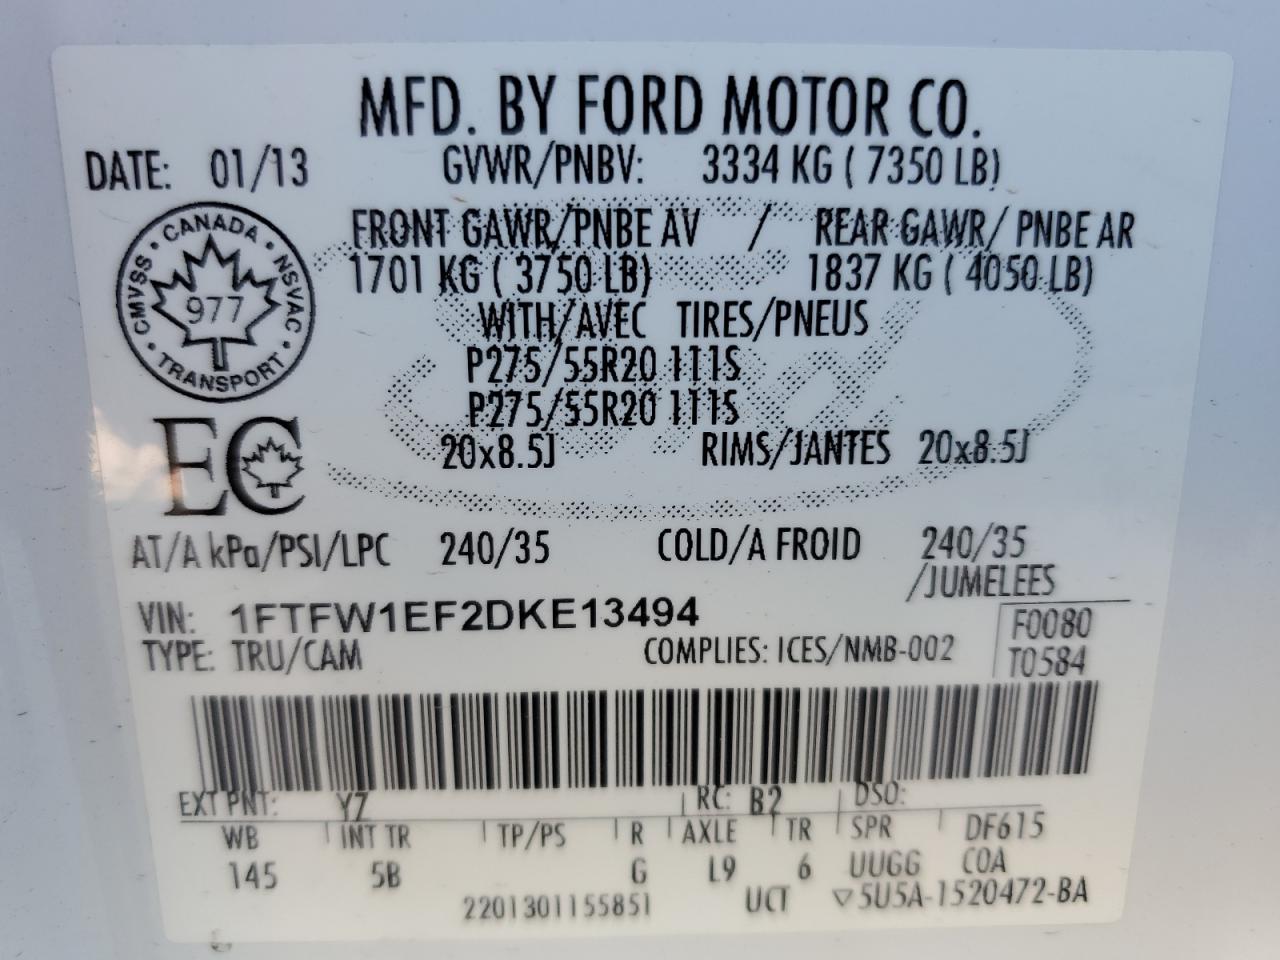 MFD. BY FORD MOTOR CO.
DATE: 01/13 GVWR/PNBV: 3334 KG ( 7350 LB)
FRONT GAWR/PNBE AV / REAR GAWR/ PNBE AR
1701 KG ( 3750 LB) 1837 KG ( 4050 LB)
WITH/AVEC TIRES/PNEUS
P275/55R20 111S
P275/55R20 111S
20x8.5J RIMS/JANTES 20x8.5J
CANADA
CMVSS • NSVAC
977
TRANSPORT
EC
AT/A kPa/PSI/LPC 240/35 COLD/A FROID 240/35
/JUMELEES
VIN: 1FTFW1EF2DKE13494 F0080
TYPE: TRU/CAM COMPLIES: ICES/NMB-002 T0584
EXT PNT: YZ RC: B2 DSO:
WB INT TR TP/PS R AXLE TR SPR DF615
145 5B G L9 6 UUGG COA
2201301155851 UCT ▽5U5A-1520472-BA